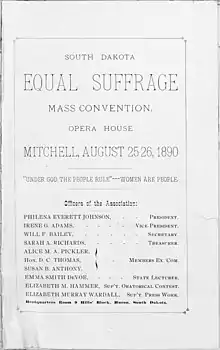 SOUTH DAKOTA
EQUAL SUFFRAGE
MASS CONVENTION,
OPERA HOUSE
MITCHELL, AUGUST 25 26, 1890
"UNDER GOD THE PEOPLE RULE"---WOMEN ARE PEOPLE.
Officers of the Association:
PHILENA EVERETT JOHNSON, PRESIDENT.
IRENE G. ADAMS, VICE-PRESIDENT.
WILL F. BAILEY, SECRETARY.
SARAH A. RICHARDS, TREASURER.
ALICE M. A. PICKLER,
HON. D. C. THOMAS, MEMBERS EX. COM.
SUSAN B. ANTHONY,
EMMA SMITH DEVOE, STATE LECTURER.
ELIZABETH M. HAMMER, SUP'T. ORATORICAL CONTEST.
ELIZABETH MURRAY WARDALL, SUP'T. PRESS WORK.
Headquarters Room Hills' Block, Huron, South Dakota.